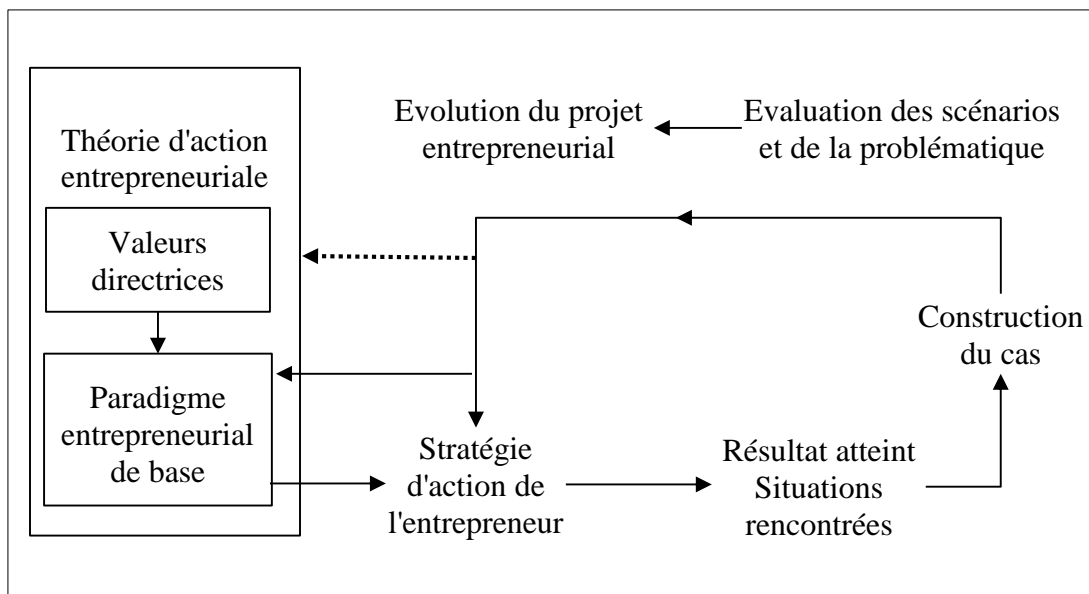 Théorie d'action
entrepreneuriale
Valeurs
directrices
Paradigme
entrepreneurial
de base
Evolution du projet
entrepreneurial
Evaluation des scénarios
et de la problématique
Construction
du cas
Stratégie
d'action de
l'entrepreneur
Résultat atteint
Situations
rencontrées